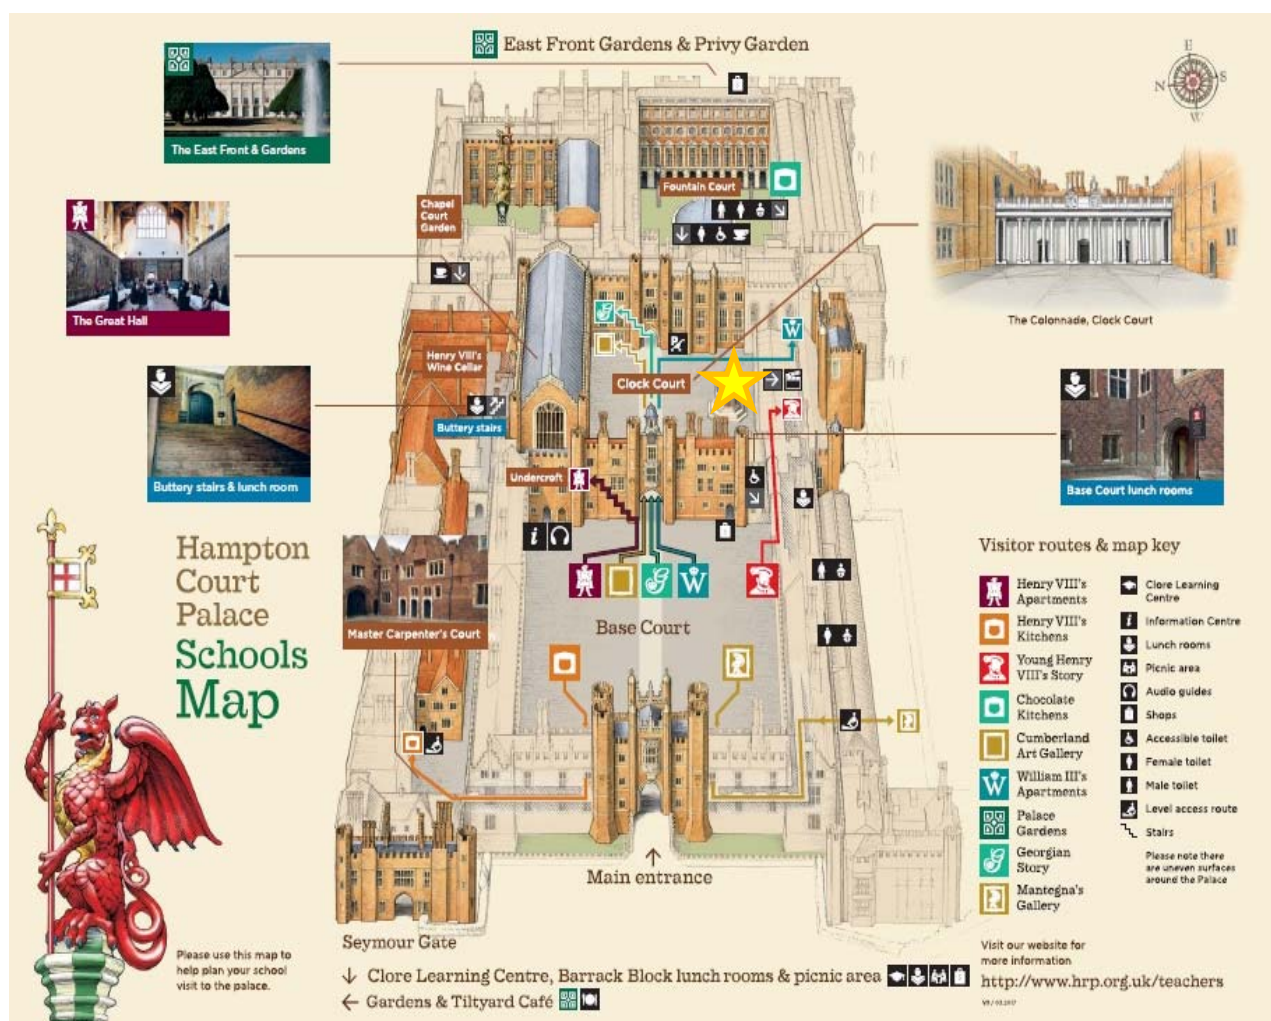 East Front Gardens & Privy Garden
E
N
S
W
The East Front & Gardens
Fountain Court
Chapel
Court
Garden
The Great Hall
The Colonnade, Clock Court
Henry VIII's
Wine Cellar
W
Clock Court
Buttery stairs
Buttery stairs & lunch room
Undercroft
Base Court lunch rooms
i
W
Base Court
Hampton
Court
Palace
Schools
Map
Master Carpenter's Court
Visitor routes & map key
Henry VIII's
Apartments
Henry VIII's
Kitchens
Young Henry
VIII's Story
Chocolate
Kitchens
Cumberland
Art Gallery
W
William III's
Apartments
Palace
Gardens
Georgian
Story
Mantegna's
Gallery
Clore Learning
Centre
i
Information Centre
Lunch rooms
Picnic area
Audio guides
Shops
Accessible toilet
Female toilet
Male toilet
Level access route
Stairs
Please note there
are uneven surfaces
around the Palace
Main entrance
Seymour Gate
Please use this map to
help plan your school
visit to the palace.
↓ Clore Learning Centre, Barrack Block lunch rooms & picnic area
← Gardens & Tiltyard Café
Visit our website for
more information
http://www.hrp.org.uk/teachers